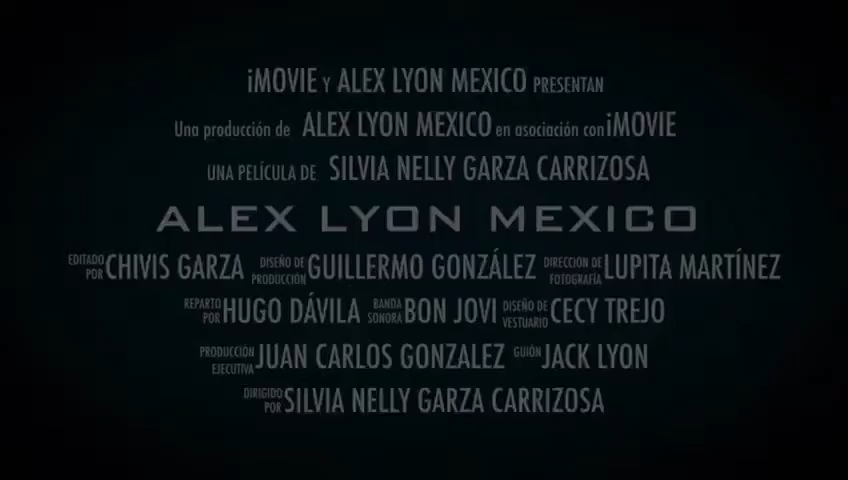 iMOVIE Y ALEX LYON MEXICO PRESENTAN
Una producción de ALEX LYON MEXICO en asociación con iMOVIE
UNA PELÍCULA DE SILVIA NELLY GARZA CARRIZOSA
ALEX LYON MEXICO
EDITADO POR CHIVIS GARZA DISEÑO DE PRODUCCIÓN GUILLERMO GONZÁLEZ DIRECCIÓN DE FOTOGRAFÍA LUPITA MARTÍNEZ
REPARTO POR HUGO DÁVILA BANDA SONORA BON JOVI DISEÑO DE VESTUARIO CECY TREJO
PRODUCCIÓN EJECUTIVA JUAN CARLOS GONZALEZ GUIÓN JACK LYON
DIRIGIDO POR SILVIA NELLY GARZA CARRIZOSA